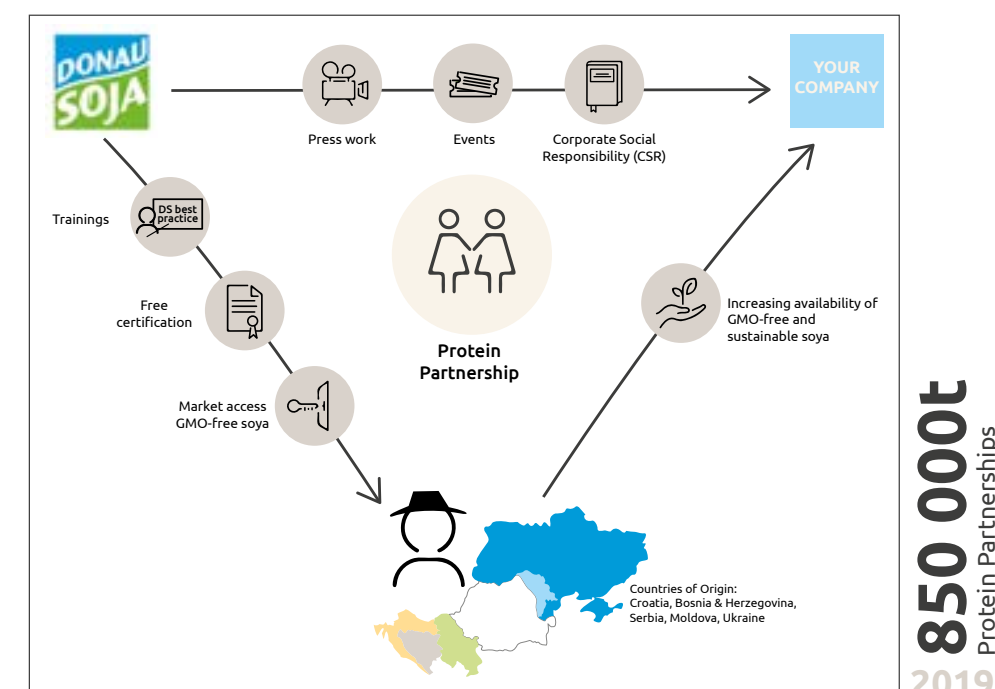 DONAU
SOJA
YOUR
COMPANY
Press work
Events
Corporate Social
Responsibility (CSR)
Trainings
DS best
practice
Free
certification
Protein
Partnership
Increasing availability of
GMO-free and
sustainable soya
Market access
GMO-free soya
Countries of Origin:
Croatia, Bosnia & Herzegovina,
Serbia, Moldova, Ukraine
850 000t
Protein Partnerships
2019